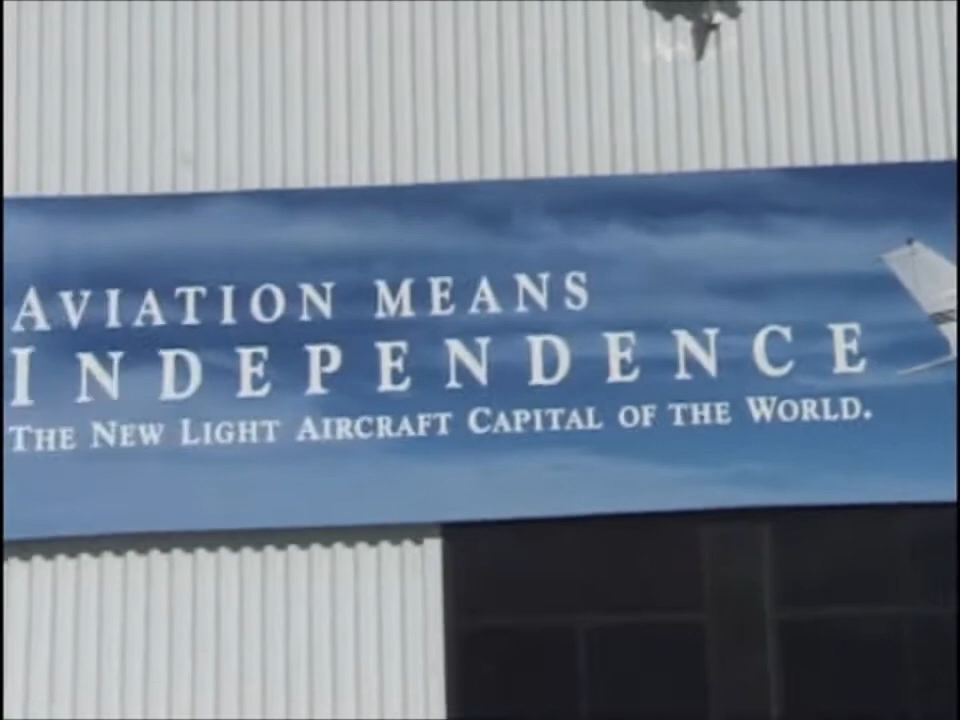 AVIATION MEANS
INDEPENDENCE
THE NEW LIGHT AIRCRAFT CAPITAL OF THE WORLD.